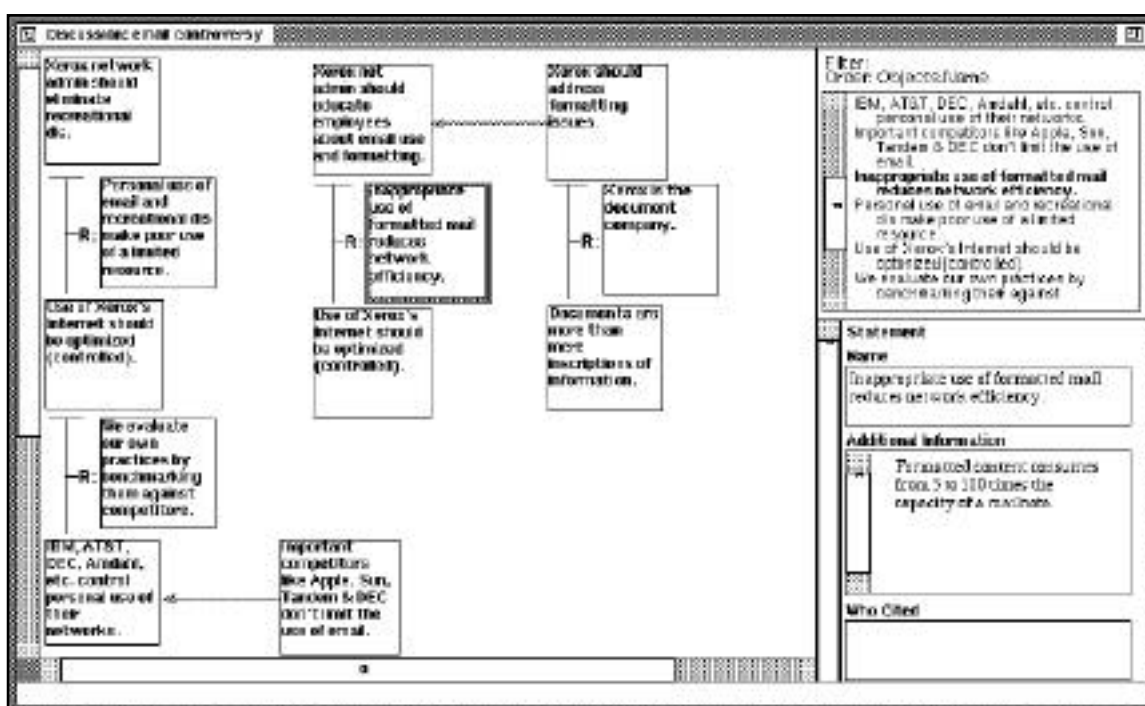 Discussion: email controversy
Xerox network
admin should
eliminate
recreational
dls.
Xerox net
admin should
educate
employees
about email use
and formatting.
Xerox should
address
formatting
issues.
Personal use of
email and
recreational dls
make poor use
of a limited
resource.
R:
Inappropriate
use of
formatted mail
reduces
network
efficiency.
R:
Xerox is the
document
company.
R:
Use of Xerox's
internet should
be optimized
(controlled).
Use of Xerox's
internet should
be optimized
(controlled).
Documents are
more than
mere
inscriptions of
information.
We evaluate
our own
practices by
benchmarking
them against
competitors.
R:
IBM, AT&T,
DEC, Amdahl,
etc. control
personal use of
their
networks.
Important
competitors
like Apple, Sun,
Tandem & DEC
don't limit the
use of email.
Filter:
Order: Objects.Name
IBM, AT&T, DEC, Amdahl, etc. control
personal use of their networks.
Important competitors like Apple, Sun,
Tandem & DEC don't limit the use of
email.
Inappropriate use of formatted mail
reduces network efficiency.
Personal use of email and recreational
dls make poor use of a limited
resource.
Use of Xerox's Internet should be
optimized (controlled).
We evaluate our own practices by
benchmarking them against
Statement
Name
Inappropriate use of formatted mail
reduces network efficiency.
Additional Information
Formatted content consumes
from 5 to 100 times the
capacity of a
Who Cited